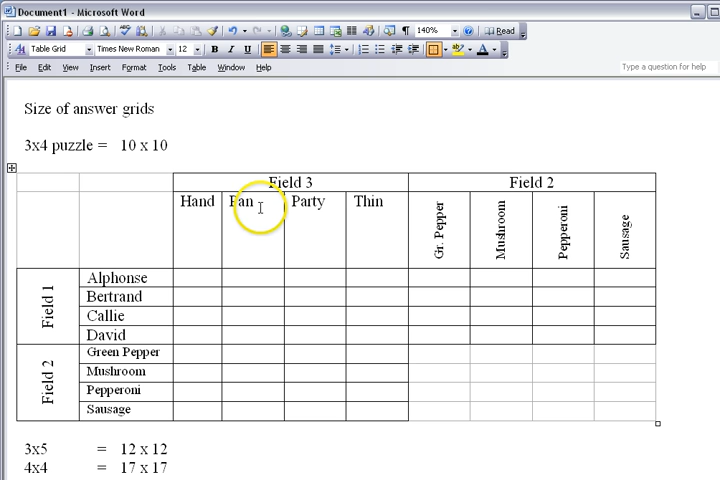 Document1 - Microsoft Word
140%
Read
Table Grid
Times New Roman
12
B I U
File Edit View Insert Format Tools Table Window Help
Type a question for help
Size of answer grids
3x4 puzzle = 10 x 10
Field 3 Field 2
Hand Pan Party Thin Gr. Pepper Mushroom Pepperoni Sausage
Field 1
Alphonse
Bertrand
Callie
David
Field 2
Green Pepper
Mushroom
Pepperoni
Sausage
3x5 = 12 x 12
4x4 = 17 x 17